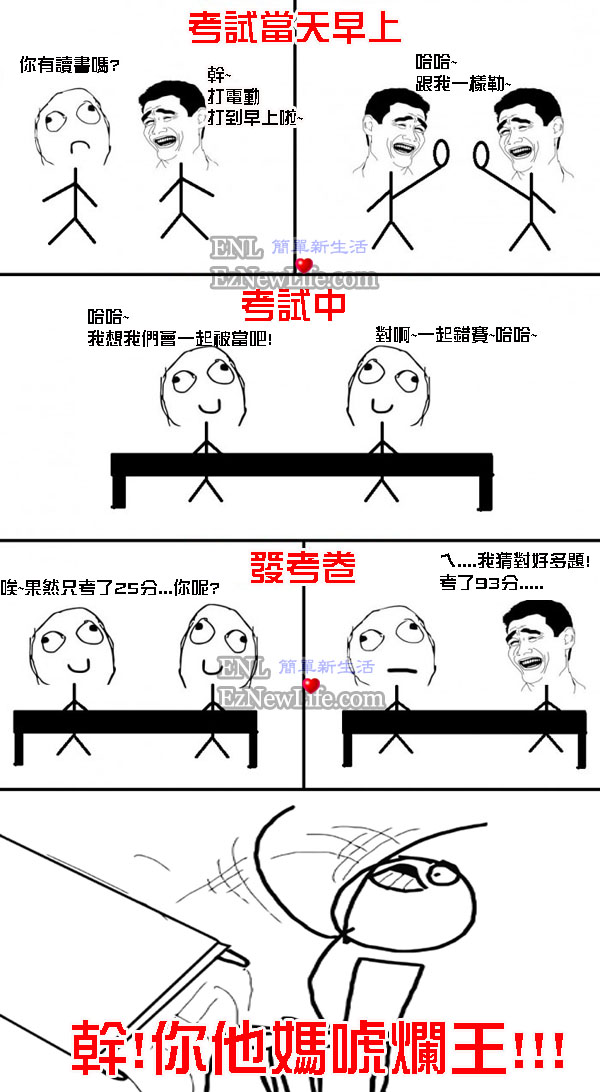 考試當天早上
你有讀書嗎?
幹~
打電動
打到早上啦~
哈哈~
跟我一樣勒~
ENL 簡單新生活
EzNewLife.com
考試中
哈哈~
我想我們會一起被當吧!
對啊~一起錯賽~哈哈~
發考卷
唉~果然只考了25分...你呢?
ㄟ....我猜對好多題!
考了93分.....
ENL 簡單新生活
EzNewLife.com
幹!你他媽唬爛王!!!